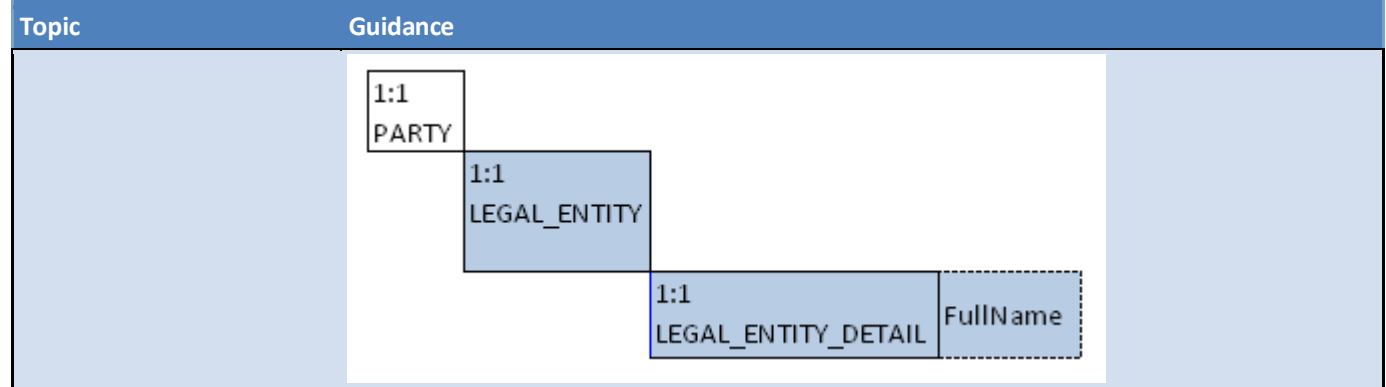 Topic Guidance
1:1
PARTY
1:1
LEGAL_ENTITY
1:1
LEGAL_ENTITY_DETAIL
FullName